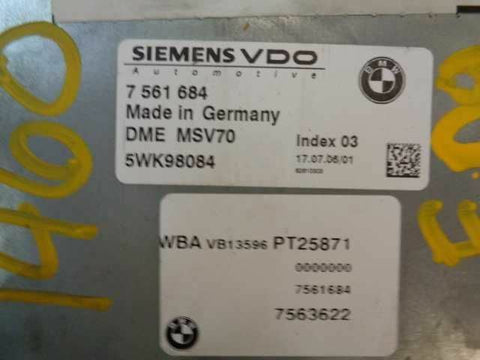 SIEMENS VDO
Automotive
BMW
7 561 684
Made in Germany
DME MSV70
Index 03
5WK98084
17.07.06/01
1400
WBA VB13596 PT25871
0000000
7561684
7563622